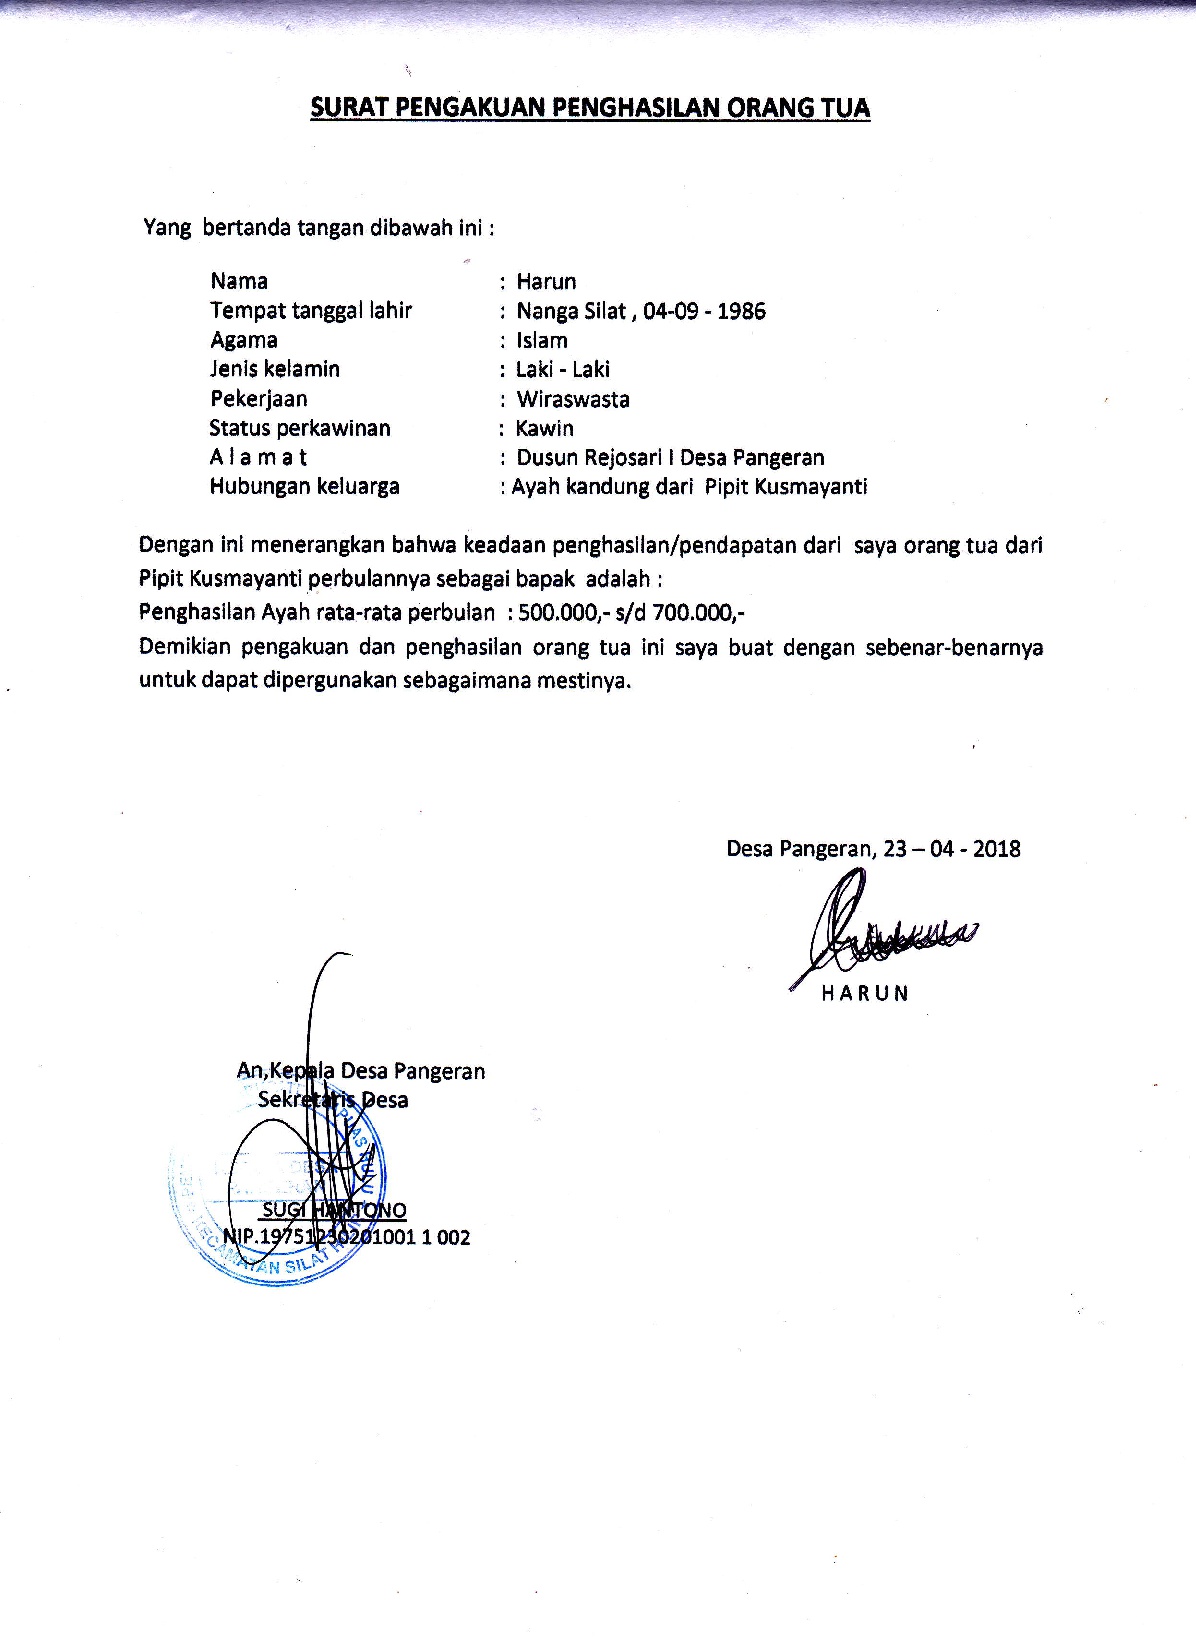 SURAT PENGAKUAN PENGHASILAN ORANG TUA
Yang bertanda tangan dibawah ini :
Nama : Harun
Tempat tanggal lahir : Nanga Silat , 04-09 - 1986
Agama : Islam
Jenis kelamin : Laki - Laki
Pekerjaan : Wiraswasta
Status perkawinan : Kawin
A l a m a t : Dusun Rejosari I Desa Pangeran
Hubungan keluarga : Ayah kandung dari Pipit Kusmayanti
Dengan ini menerangkan bahwa keadaan penghasilan/pendapatan dari saya orang tua dari
Pipit Kusmayanti perbulannya sebagai bapak adalah :
Penghasilan Ayah rata-rata perbulan : 500.000,- s/d 700.000,-
Demikian pengakuan dan penghasilan orang tua ini saya buat dengan sebenar-benarnya
untuk dapat dipergunakan sebagaimana mestinya.
Desa Pangeran, 23 – 04 - 2018
H A R U N
An,Kepala Desa Pangeran
Sekretaris Desa
SUGI HANTONO
NIP.19751230201001 1 002
KECAMATAN SILAT